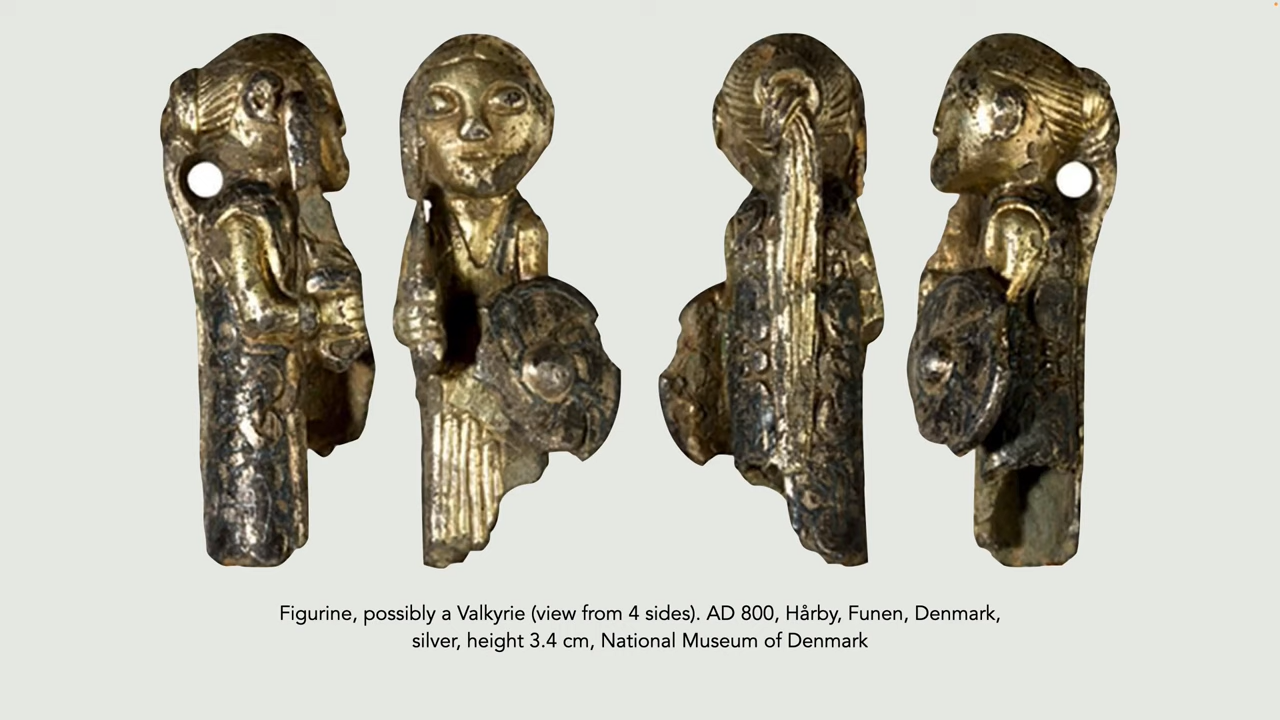 Figurine, possibly a Valkyrie (view from 4 sides). AD 800, Hårby, Funen, Denmark,
silver, height 3.4 cm, National Museum of Denmark